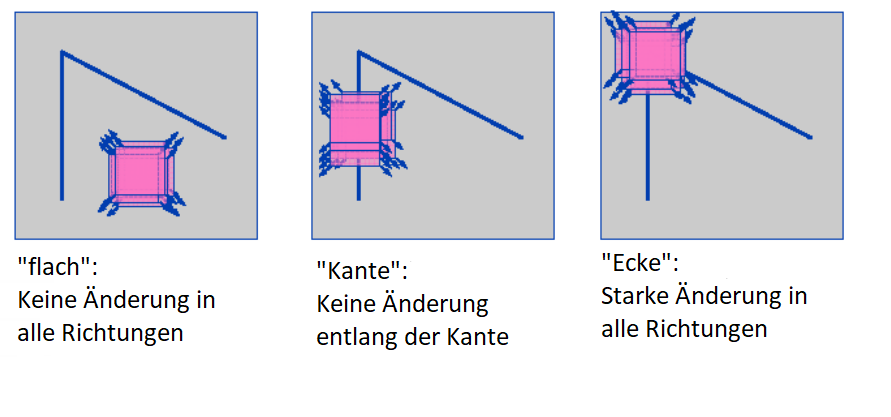 "flach":
Keine Änderung in
alle Richtungen
"Kante":
Keine Änderung
entlang der Kante
"Ecke":
Starke Änderung in
alle Richtungen